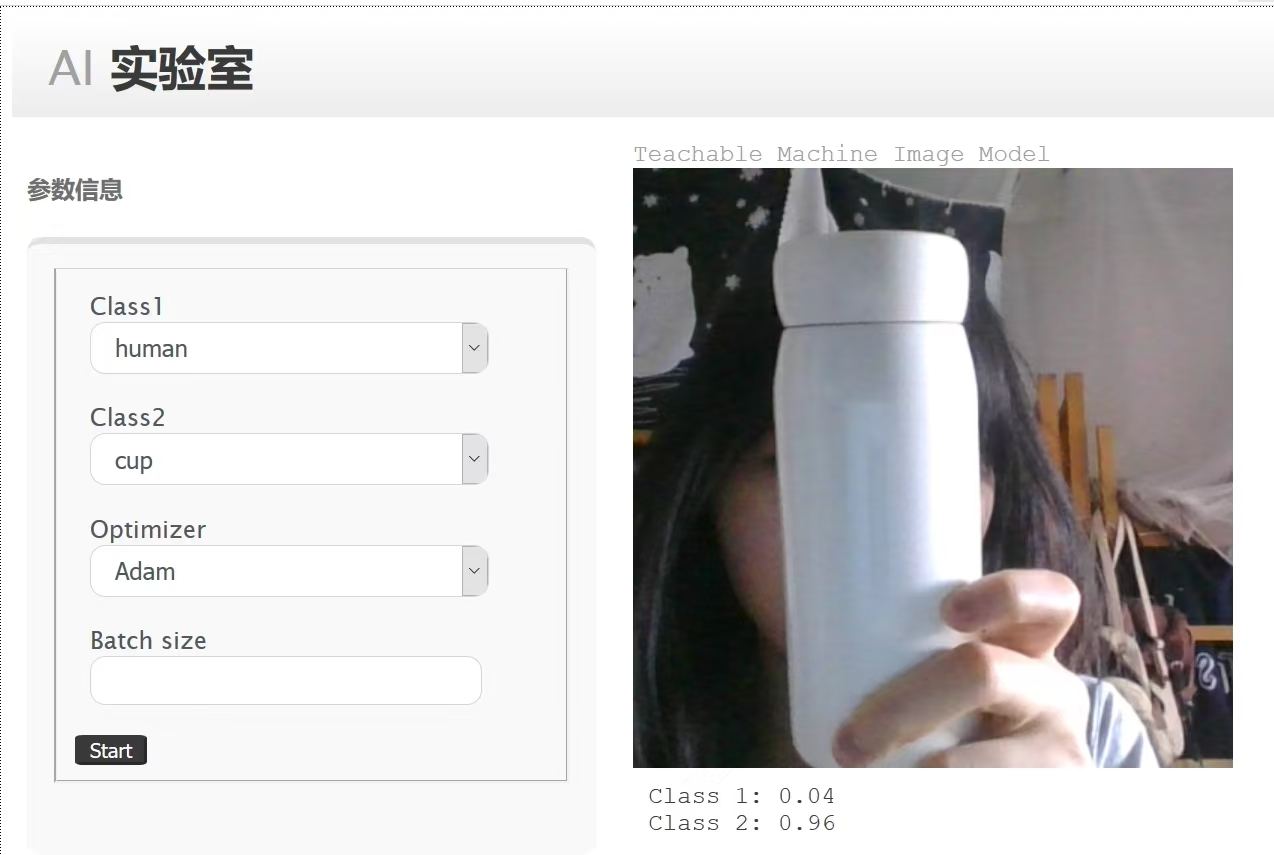 AI 实验室
参数信息
Class1
human
Class2
cup
Optimizer
Adam
Batch size
Start
Teachable Machine Image Model
Class 1: 0.04
Class 2: 0.96